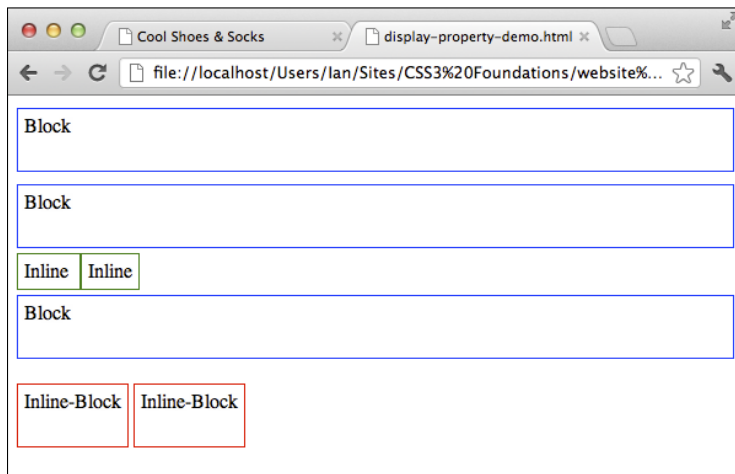 Cool Shoes & Socks
display-property-demo.html
file://localhost/Users/Ian/Sites/CSS3%20Foundations/website%...
Block
Block
Inline Inline
Block
Inline-Block Inline-Block